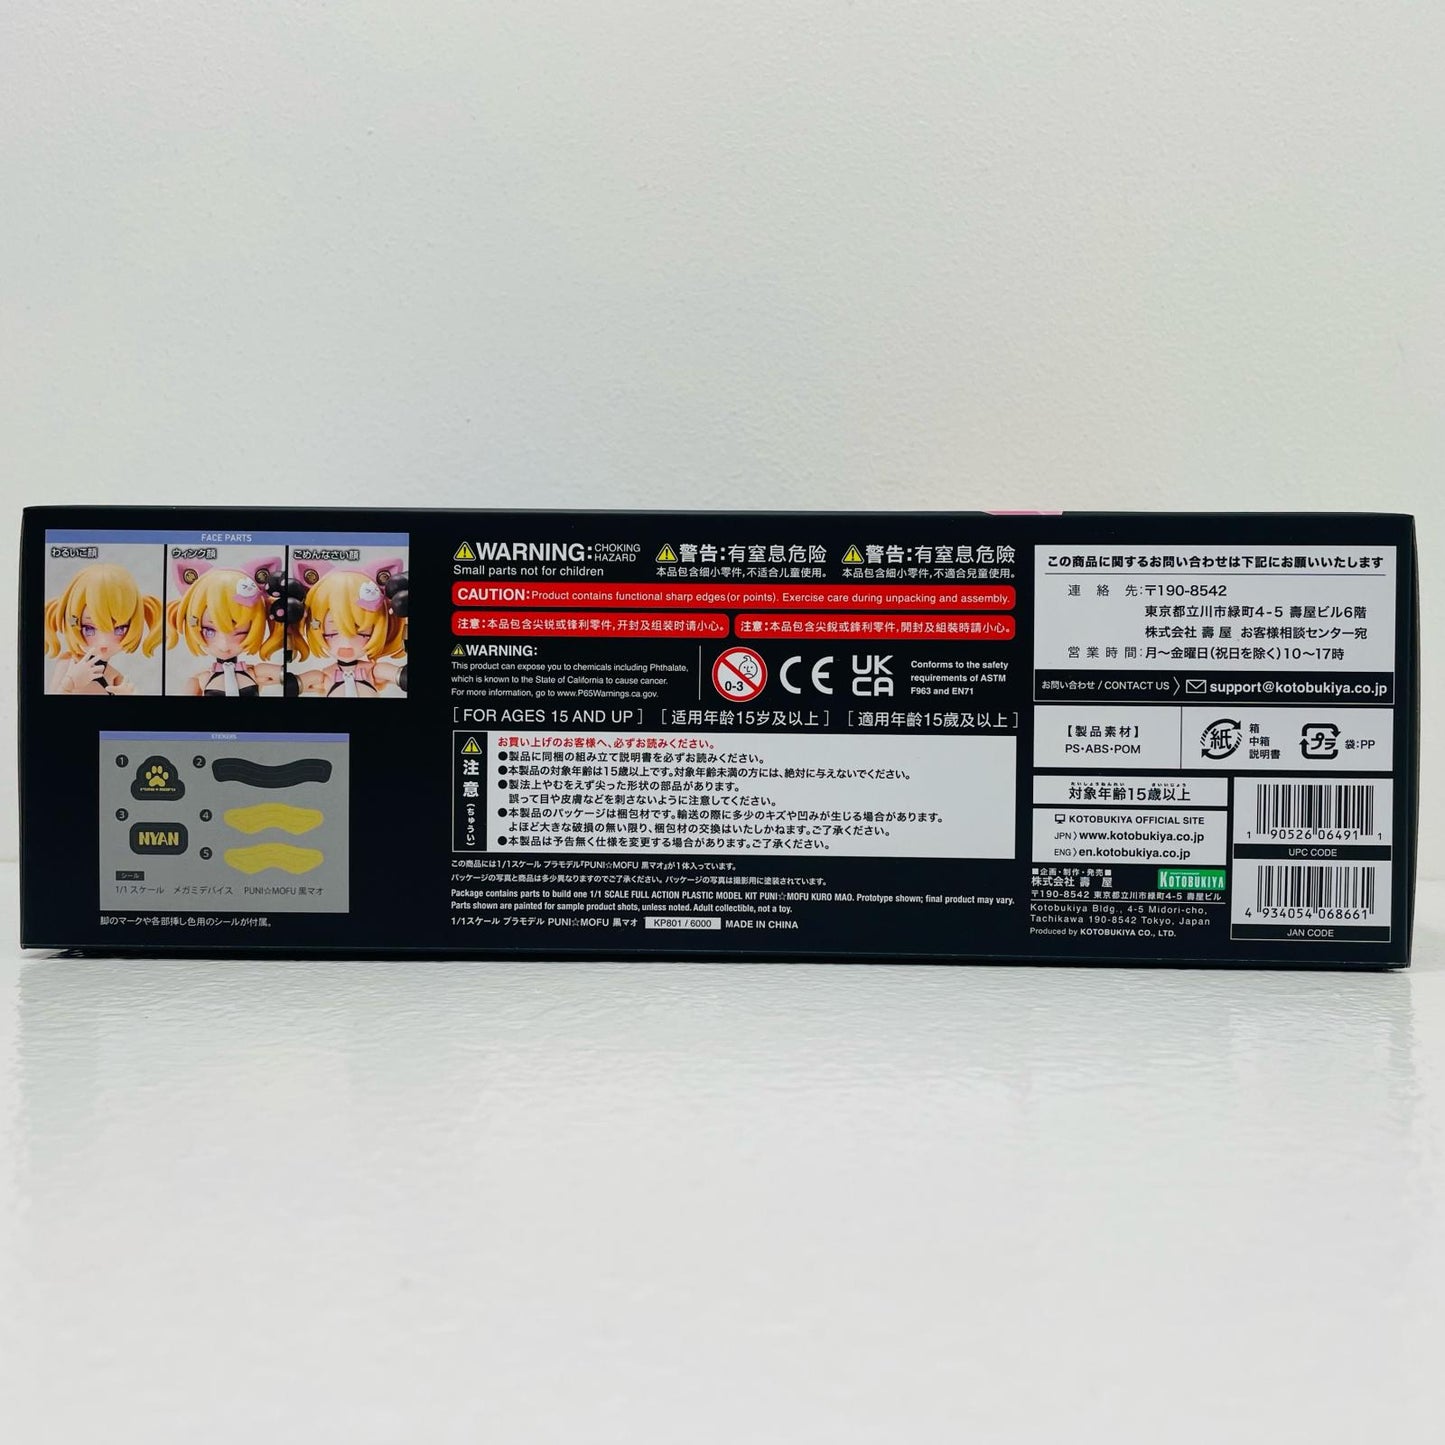 FACE PARTS
わるいこ顔
ウィンク顔
ごめんなさい顔
STICKERS
1
2
3
4
5
NYAN
シール
1/1 スケール メガミデバイス PUNI☆MOFU 黒マオ
脚のマークや各部挿し色用のシールが付属。
WARNING: CHOKING HAZARD
Small parts not for children
警告:有窒息危险
本品包含细小零件,不适合儿童使用。
警告:有窒息危險
本品包含細小零件,不適合兒童使用。
CAUTION: Product contains functional sharp edges (or points). Exercise care during unpacking and assembly.
注意:本品包含尖锐或锋利零件,开封及组装时请小心。
注意:本品包含尖銳或鋒利零件,開封及組裝時請小心。
WARNING:
This product can expose you to chemicals including Phthalate,
which is known to the State of California to cause cancer.
For more information, go to www.P65Warnings.ca.gov.
0-3
CE
UK
CA
Conforms to the safety
requirements of ASTM
F963 and EN71
[ FOR AGES 15 AND UP ] [ 适用年龄15岁及以上 ] [ 適用年齡15歲及以上 ]
注意(ちゅうい)
お買い上げのお客様へ、必ずお読みください。
●製品に同梱の組み立て説明書を必ずお読みください。
●本製品の対象年齢は15歳以上です。対象年齢未満の方には、絶対に与えないでください。
●製法上やむをえず尖った形状の部品があります。
誤って目や皮膚などを刺さないように注意してください。
●本製品のパッケージは梱包材です。輸送の際に多少のキズや凹みが生じる場合があります。
よほど大きな破損の無い限り、梱包材の交換はいたしかねます。ご了承ください。
●本製品は予告無く仕様を変更する場合があります。ご了承ください。
この商品には1/1スケール プラモデル『PUNI☆MOFU 黒マオ』が1体入っています。
パッケージの写真と商品は多少異なりますのでご了承ください。パッケージの写真は撮影用に塗装されています。
Package contains parts to build one 1/1 SCALE FULL ACTION PLASTIC MODEL KIT PUNI☆MOFU KURO MAO. Prototype shown; final product may vary.
Parts shown are painted for sample product shots, unless noted. Adult collectible, not a toy.
1/1スケール プラモデル PUNI☆MOFU 黒マオ KP801 / 6000 MADE IN CHINA
この商品に関するお問い合わせは下記にお願いいたします
連絡先:〒190-8542
東京都立川市緑町4-5 壽屋ビル6階
株式会社 壽屋 お客様相談センター宛
営業時間:月〜金曜日(祝日を除く)10〜17時
お問い合わせ / CONTACT US support@kotobukiya.co.jp
【製品素材】
PS・ABS・POM
紙
箱
中箱
説明書
プラ
袋:PP
たいしょうねんれい さいいじょう
対象年齢15歳以上
KOTOBUKIYA OFFICIAL SITE
JPN 〉www.kotobukiya.co.jp
ENG 〉en.kotobukiya.co.jp
■企画・制作・発売■
株式会社 壽 屋
KOTOBUKIYA
〒190-8542 東京都立川市緑町4-5 壽屋ビル
Kotobukiya Bldg., 4-5 Midori-cho,
Tachikawa 190-8542 Tokyo, Japan
Produced by KOTOBUKIYA CO., LTD.
1 90526 06491 1
UPC CODE
4 934054 068661
JAN CODE